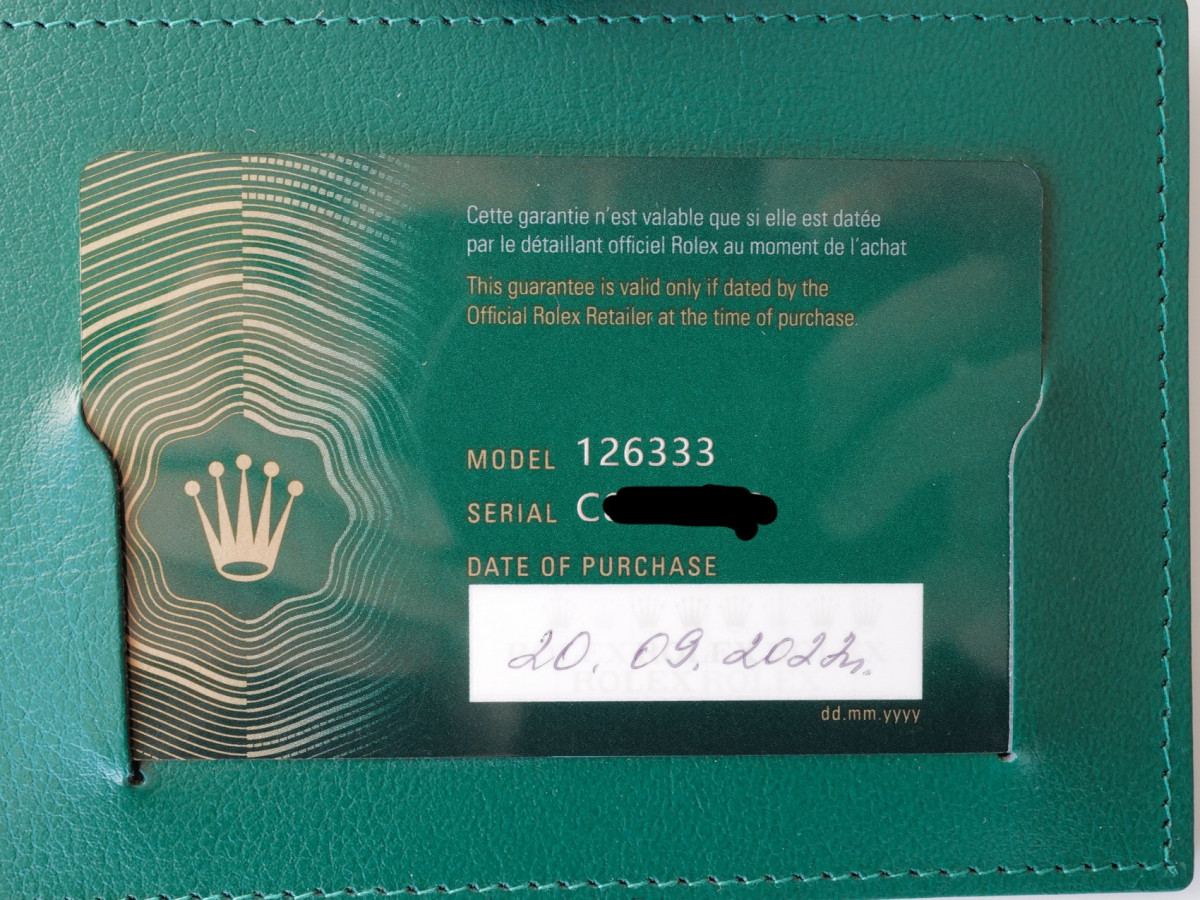 Cette garantie n'est valable que si elle est datée
par le détaillant officiel Rolex au moment de l'achat
This guarantee is valid only if dated by the
Official Rolex Retailer at the time of purchase.
MODEL 126333
SERIAL
DATE OF PURCHASE
20. 09. 2022г.
dd.mm.yyyy